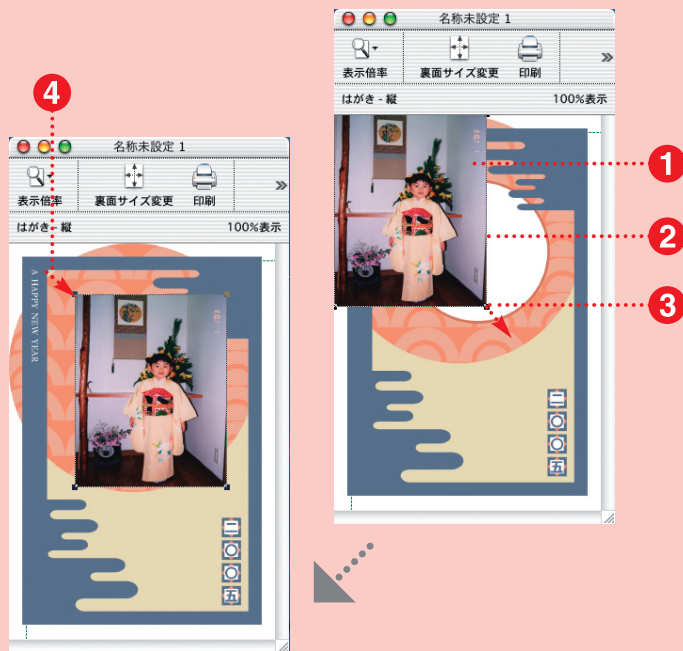 名称未設定 1
表示倍率 裏面サイズ変更 印刷 »
はがき - 縦 100%表示
1
2
3
二
〇
〇
五
4
名称未設定 1
表示倍率 裏面サイズ変更 印刷 »
はがき - 縦 100%表示
A HAPPY NEW YEAR
二
〇
〇
五